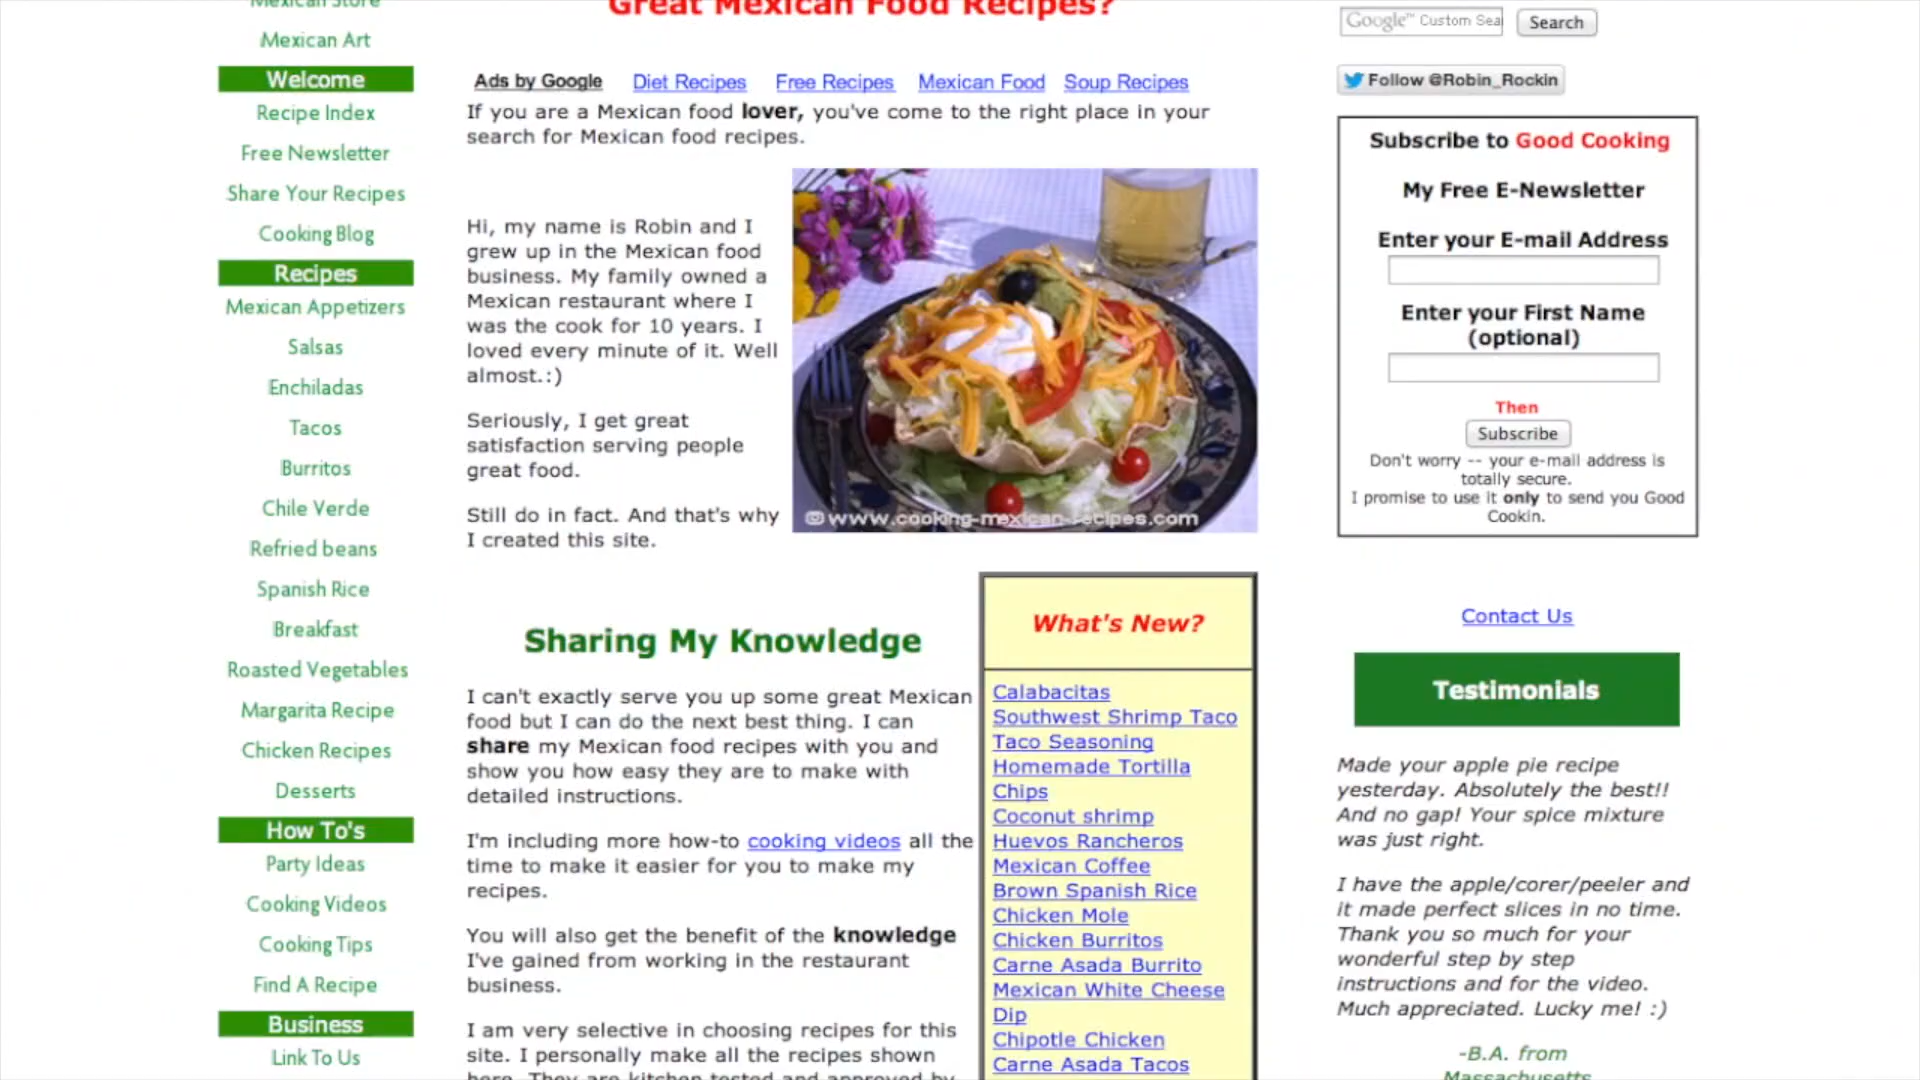 Mexican Store
Mexican Art
Welcome
Recipe Index
Free Newsletter
Share Your Recipes
Cooking Blog
Recipes
Mexican Appetizers
Salsas
Enchiladas
Tacos
Burritos
Chile Verde
Refried beans
Spanish Rice
Breakfast
Roasted Vegetables
Margarita Recipe
Chicken Recipes
Desserts
How To's
Party Ideas
Cooking Videos
Cooking Tips
Find A Recipe
Business
Link To Us
Great Mexican Food Recipes?
Ads by Google Diet Recipes Free Recipes Mexican Food Soup Recipes
If you are a Mexican food lover, you've come to the right place in your
search for Mexican food recipes.
Hi, my name is Robin and I
grew up in the Mexican food
business. My family owned a
Mexican restaurant where I
was the cook for 10 years. I
loved every minute of it. Well
almost.:)
Seriously, I get great
satisfaction serving people
great food.
Still do in fact. And that's why
I created this site.
© www.cooking-mexican-recipes.com
Sharing My Knowledge
I can't exactly serve you up some great Mexican
food but I can do the next best thing. I can
share my Mexican food recipes with you and
show you how easy they are to make with
detailed instructions.
I'm including more how-to cooking videos all the
time to make it easier for you to make my
recipes.
You will also get the benefit of the knowledge
I've gained from working in the restaurant
business.
I am very selective in choosing recipes for this
site. I personally make all the recipes shown
here. They are kitchen tested and approved by
What's New?
Calabacitas
Southwest Shrimp Taco
Taco Seasoning
Homemade Tortilla
Chips
Coconut shrimp
Huevos Rancheros
Mexican Coffee
Brown Spanish Rice
Chicken Mole
Chicken Burritos
Carne Asada Burrito
Mexican White Cheese
Dip
Chipotle Chicken
Carne Asada Tacos
Google™ Custom Sea Search
Follow @Robin_Rockin
Subscribe to Good Cooking
My Free E-Newsletter
Enter your E-mail Address
Enter your First Name
(optional)
Then
Subscribe
Don't worry -- your e-mail address is
totally secure.
I promise to use it only to send you Good
Cookin.
Contact Us
Testimonials
Made your apple pie recipe
yesterday. Absolutely the best!!
And no gap! Your spice mixture
was just right.
I have the apple/corer/peeler and
it made perfect slices in no time.
Thank you so much for your
wonderful step by step
instructions and for the video.
Much appreciated. Lucky me! :)
-B.A. from
Massachusetts